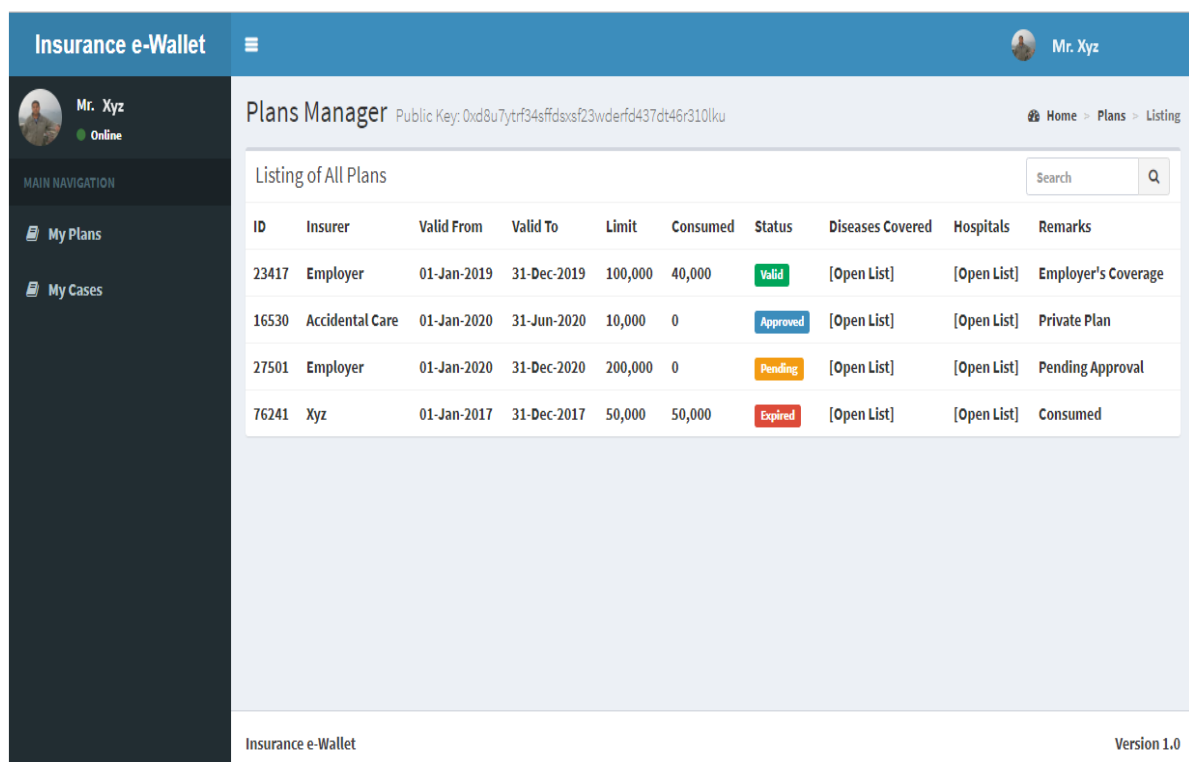 Insurance e-Wallet
Mr. Xyz
Mr. Xyz
Online
MAIN NAVIGATION
My Plans
My Cases
Plans Manager Public Key: 0xd8u7ytrf34sffdsxsf23wderfd437dt46r310lku
Home > Plans > Listing
Listing of All Plans
Search
ID Insurer Valid From Valid To Limit Consumed Status Diseases Covered Hospitals Remarks
23417 Employer 01-Jan-2019 31-Dec-2019 100,000 40,000 Valid [Open List] [Open List] Employer's Coverage
16530 Accidental Care 01-Jan-2020 31-Jun-2020 10,000 0 Approved [Open List] [Open List] Private Plan
27501 Employer 01-Jan-2020 31-Dec-2020 200,000 0 Pending [Open List] [Open List] Pending Approval
76241 Xyz 01-Jan-2017 31-Dec-2017 50,000 50,000 Expired [Open List] [Open List] Consumed
Insurance e-Wallet
Version 1.0